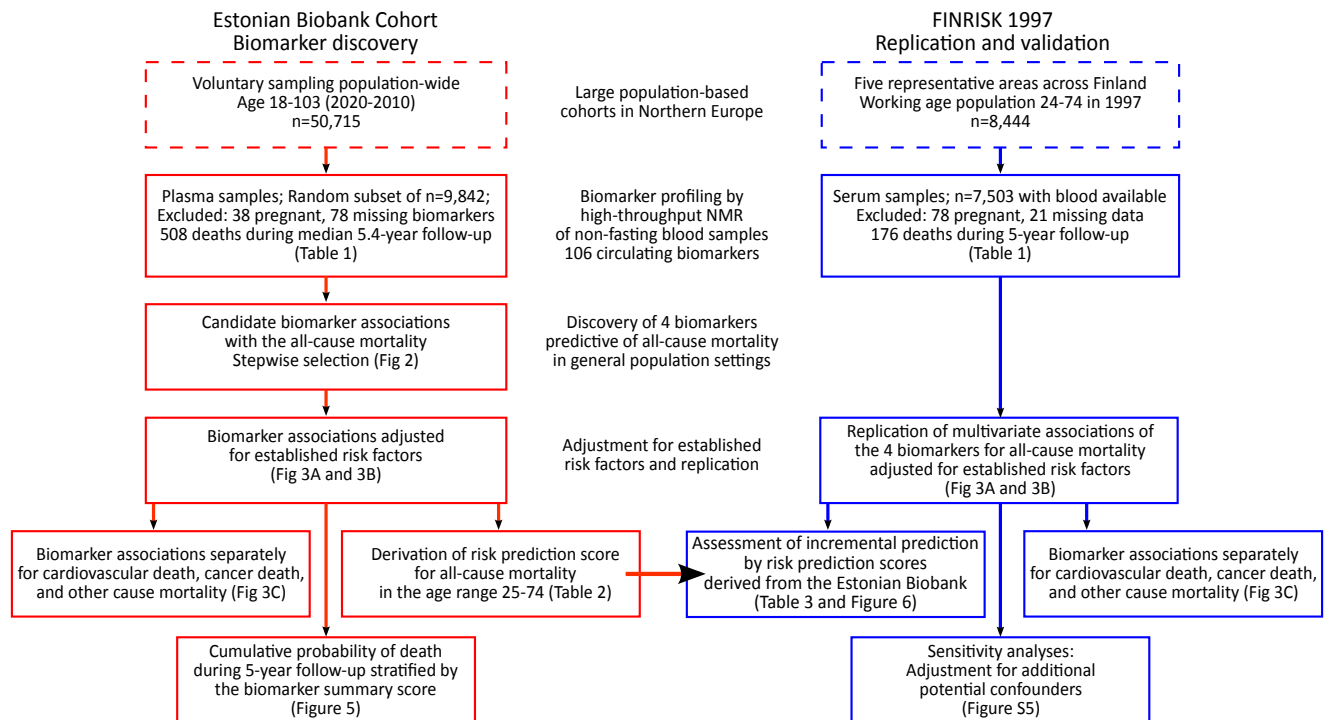 Estonian Biobank Cohort
Biomarker discovery
FINRISK 1997
Replication and validation
Voluntary sampling population-wide
Age 18-103 (2020-2010)
n=50,715
Large population-based
cohorts in Northern Europe
Five representative areas across Finland
Working age population 24-74 in 1997
n=8,444
Plasma samples; Random subset of n=9,842;
Excluded: 38 pregnant, 78 missing biomarkers
508 deaths during median 5.4-year follow-up
(Table 1)
Biomarker profiling by
high-throughput NMR
of non-fasting blood samples
106 circulating biomarkers
Serum samples; n=7,503 with blood available
Excluded: 78 pregnant, 21 missing data
176 deaths during 5-year follow-up
(Table 1)
Candidate biomarker associations
with the all-cause mortality
Stepwise selection (Fig 2)
Discovery of 4 biomarkers
predictive of all-cause mortality
in general population settings
Biomarker associations adjusted
for established risk factors
(Fig 3A and 3B)
Adjustment for established
risk factors and replication
Replication of multivariate associations of
the 4 biomarkers for all-cause mortality
adjusted for established risk factors
(Fig 3A and 3B)
Biomarker associations separately
for cardiovascular death, cancer death,
and other cause mortality (Fig 3C)
Derivation of risk prediction score
for all-cause mortality
in the age range 25-74 (Table 2)
Assessment of incremental prediction
by risk prediction scores
derived from the Estonian Biobank
(Table 3 and Figure 6)
Biomarker associations separately
for cardiovascular death, cancer death,
and other cause mortality (Fig 3C)
Cumulative probability of death
during 5-year follow-up stratified by
the biomarker summary score
(Figure 5)
Sensitivity analyses:
Adjustment for additional
potential confounders
(Figure S5)